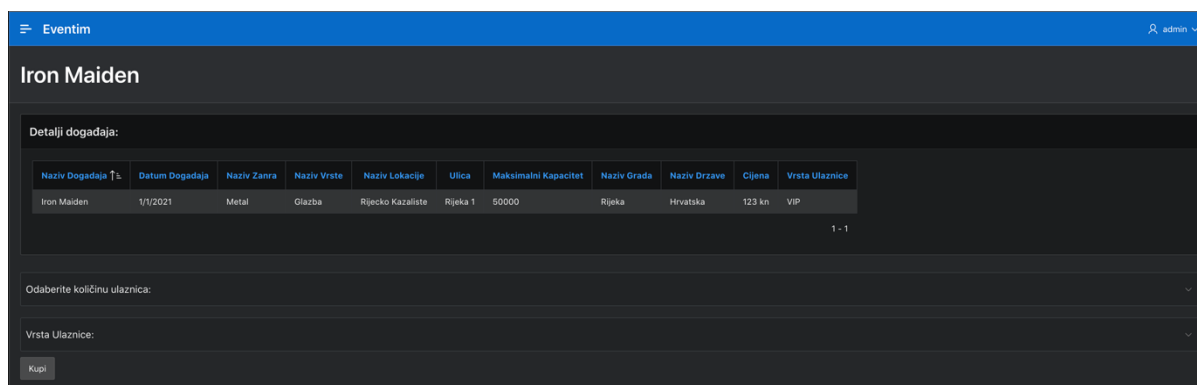 Eventim admin
Iron Maiden
Detalji događaja:
Naziv Dogadaja Datum Dogadaja Naziv Zanra Naziv Vrste Naziv Lokacije Ulica Maksimalni Kapacitet Naziv Grada Naziv Drzave Cijena Vrsta Ulaznice
Iron Maiden 1/1/2021 Metal Glazba Rijecko Kazaliste Rijeka 1 50000 Rijeka Hrvatska 123 kn VIP
1 - 1
Odaberite količinu ulaznica:
Vrsta Ulaznice:
Kupi